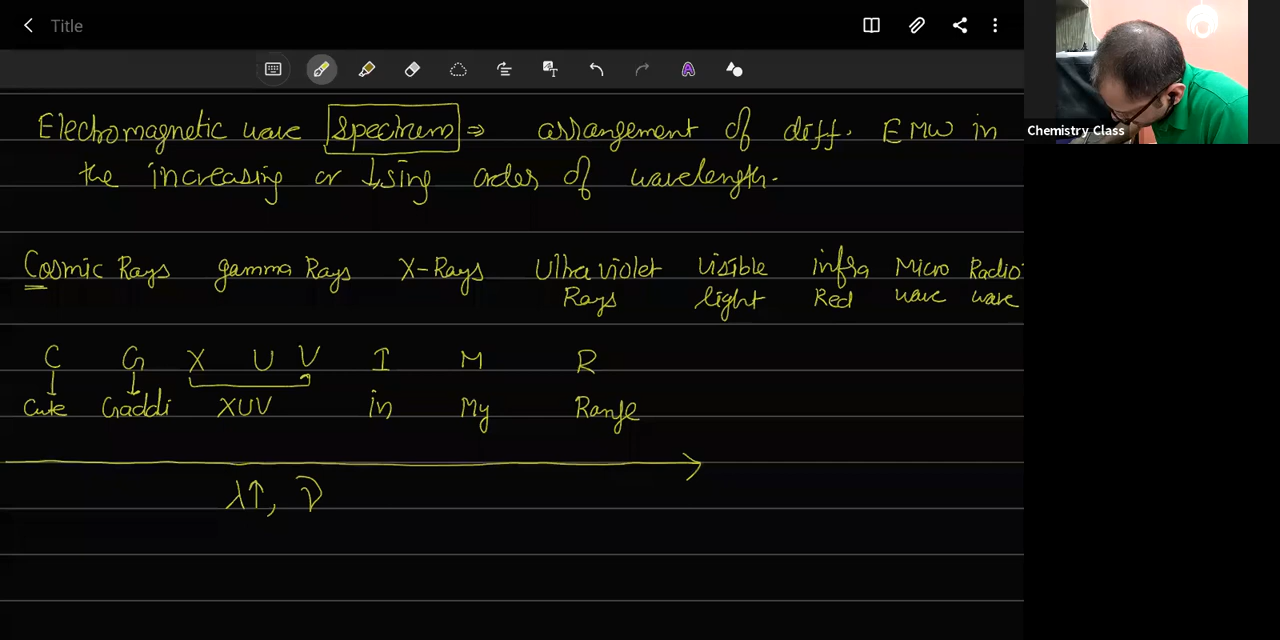 Title
Chemistry Class
Electromagnetic wave spectrum ⇒ arrangement of diff. EMW in
the increasing or ↓sing order of wavelength.
Cosmic Rays gamma Rays X-Rays Ultra violet Rays Visible light infra Red Micro wave Radio wave
C G X U V I M R
Cute Gaddi XUV in My Range
λ↑, ν